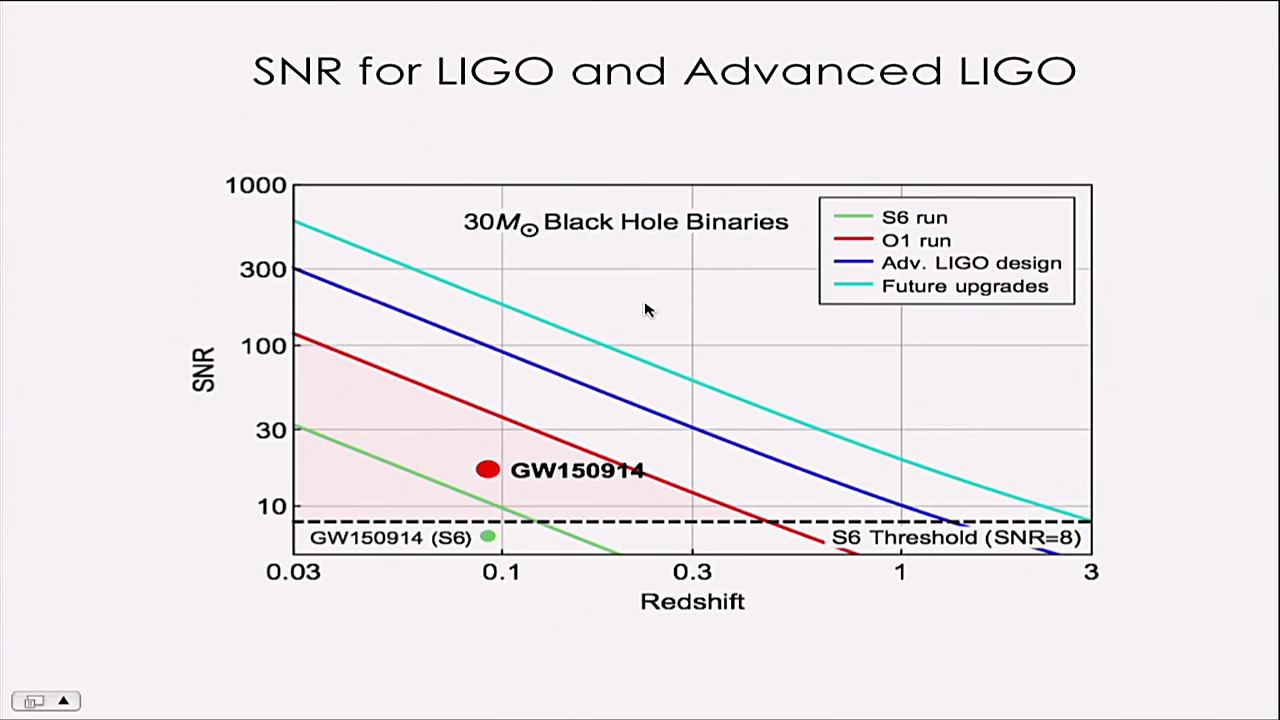 SNR for LIGO and Advanced LIGO
1000
300
100
30
10
SNR
30M☉ Black Hole Binaries
S6 run
O1 run
Adv. LIGO design
Future upgrades
GW150914
GW150914 (S6)
S6 Threshold (SNR=8)
0.03 0.1 0.3 1 3
Redshift